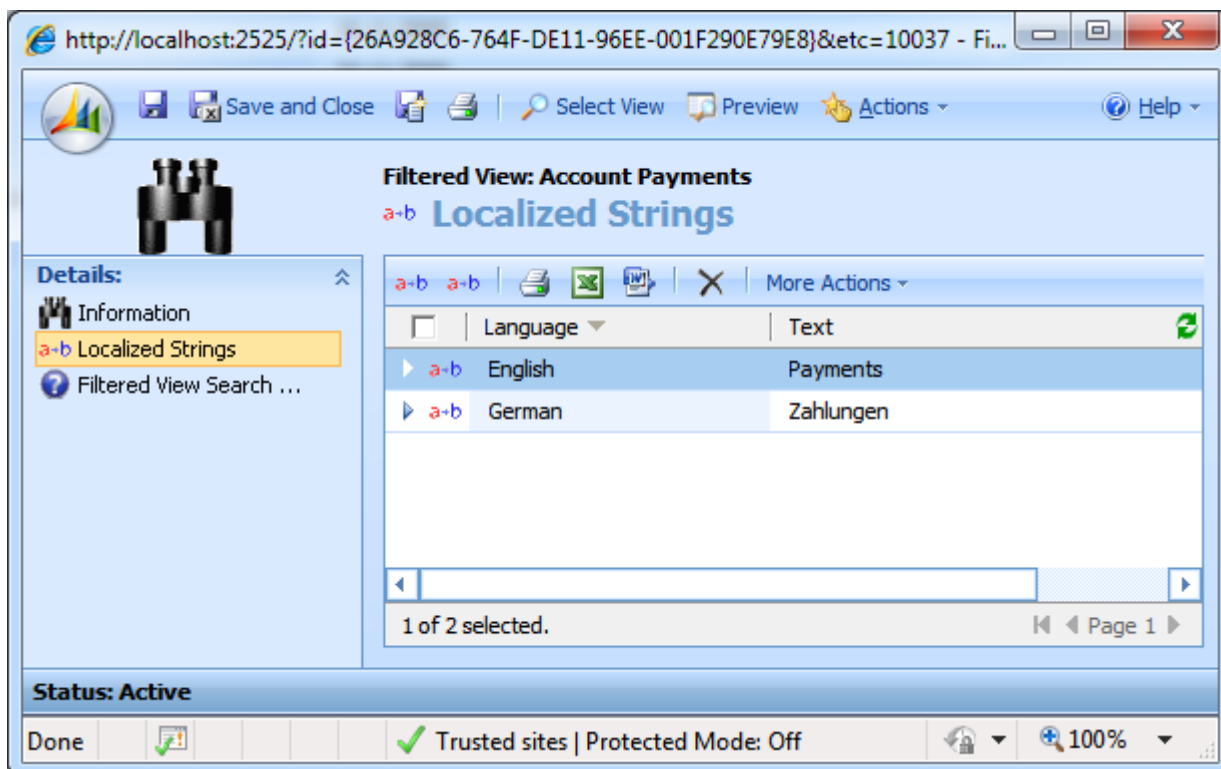 http://localhost:2525/?id={26A928C6-764F-DE11-96EE-001F290E79E8}&etc=10037 - Fi...
Save and Close Select View Preview Actions Help
Filtered View: Account Payments
a→b Localized Strings
Details:
Information
a→b Localized Strings
Filtered View Search ...
a→b a→b More Actions
Language Text
a→b English Payments
a→b German Zahlungen
1 of 2 selected. Page 1
Status: Active
Done Trusted sites | Protected Mode: Off 100%